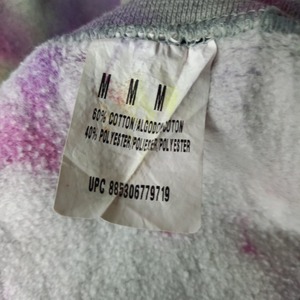 M M M
60% COTTON/ALGODON/COTON
40% POLYESTER/POLIESTER/POLYESTER
UPC 885306779719